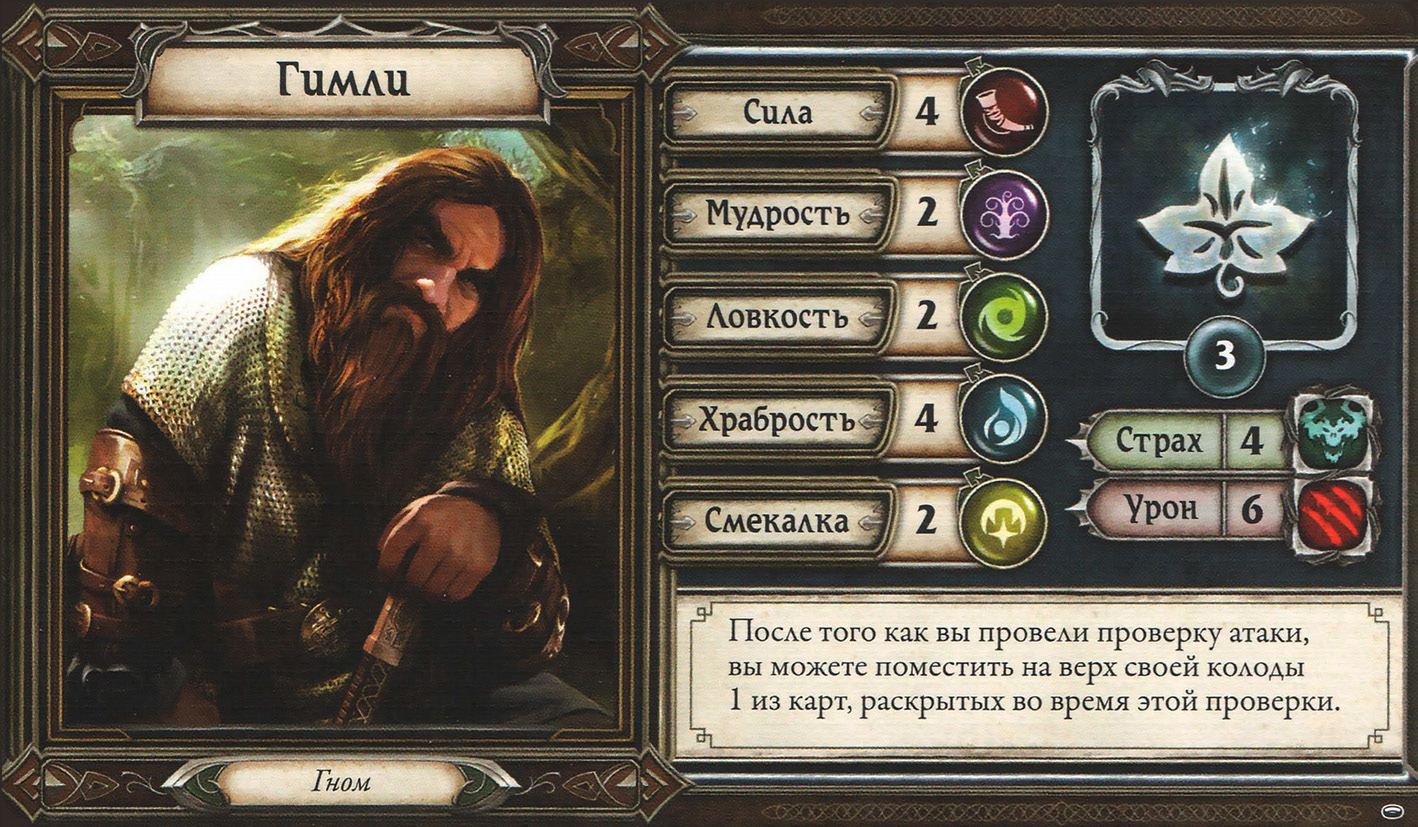 Гимли
Гном
Сила 4
Мудрость 2
Ловкость 2
Храбрость 4
Смекалка 2
3
Страх 4
Урон 6
После того как вы провели проверку атаки,
вы можете поместить на верх своей колоды
1 из карт, раскрытых во время этой проверки.